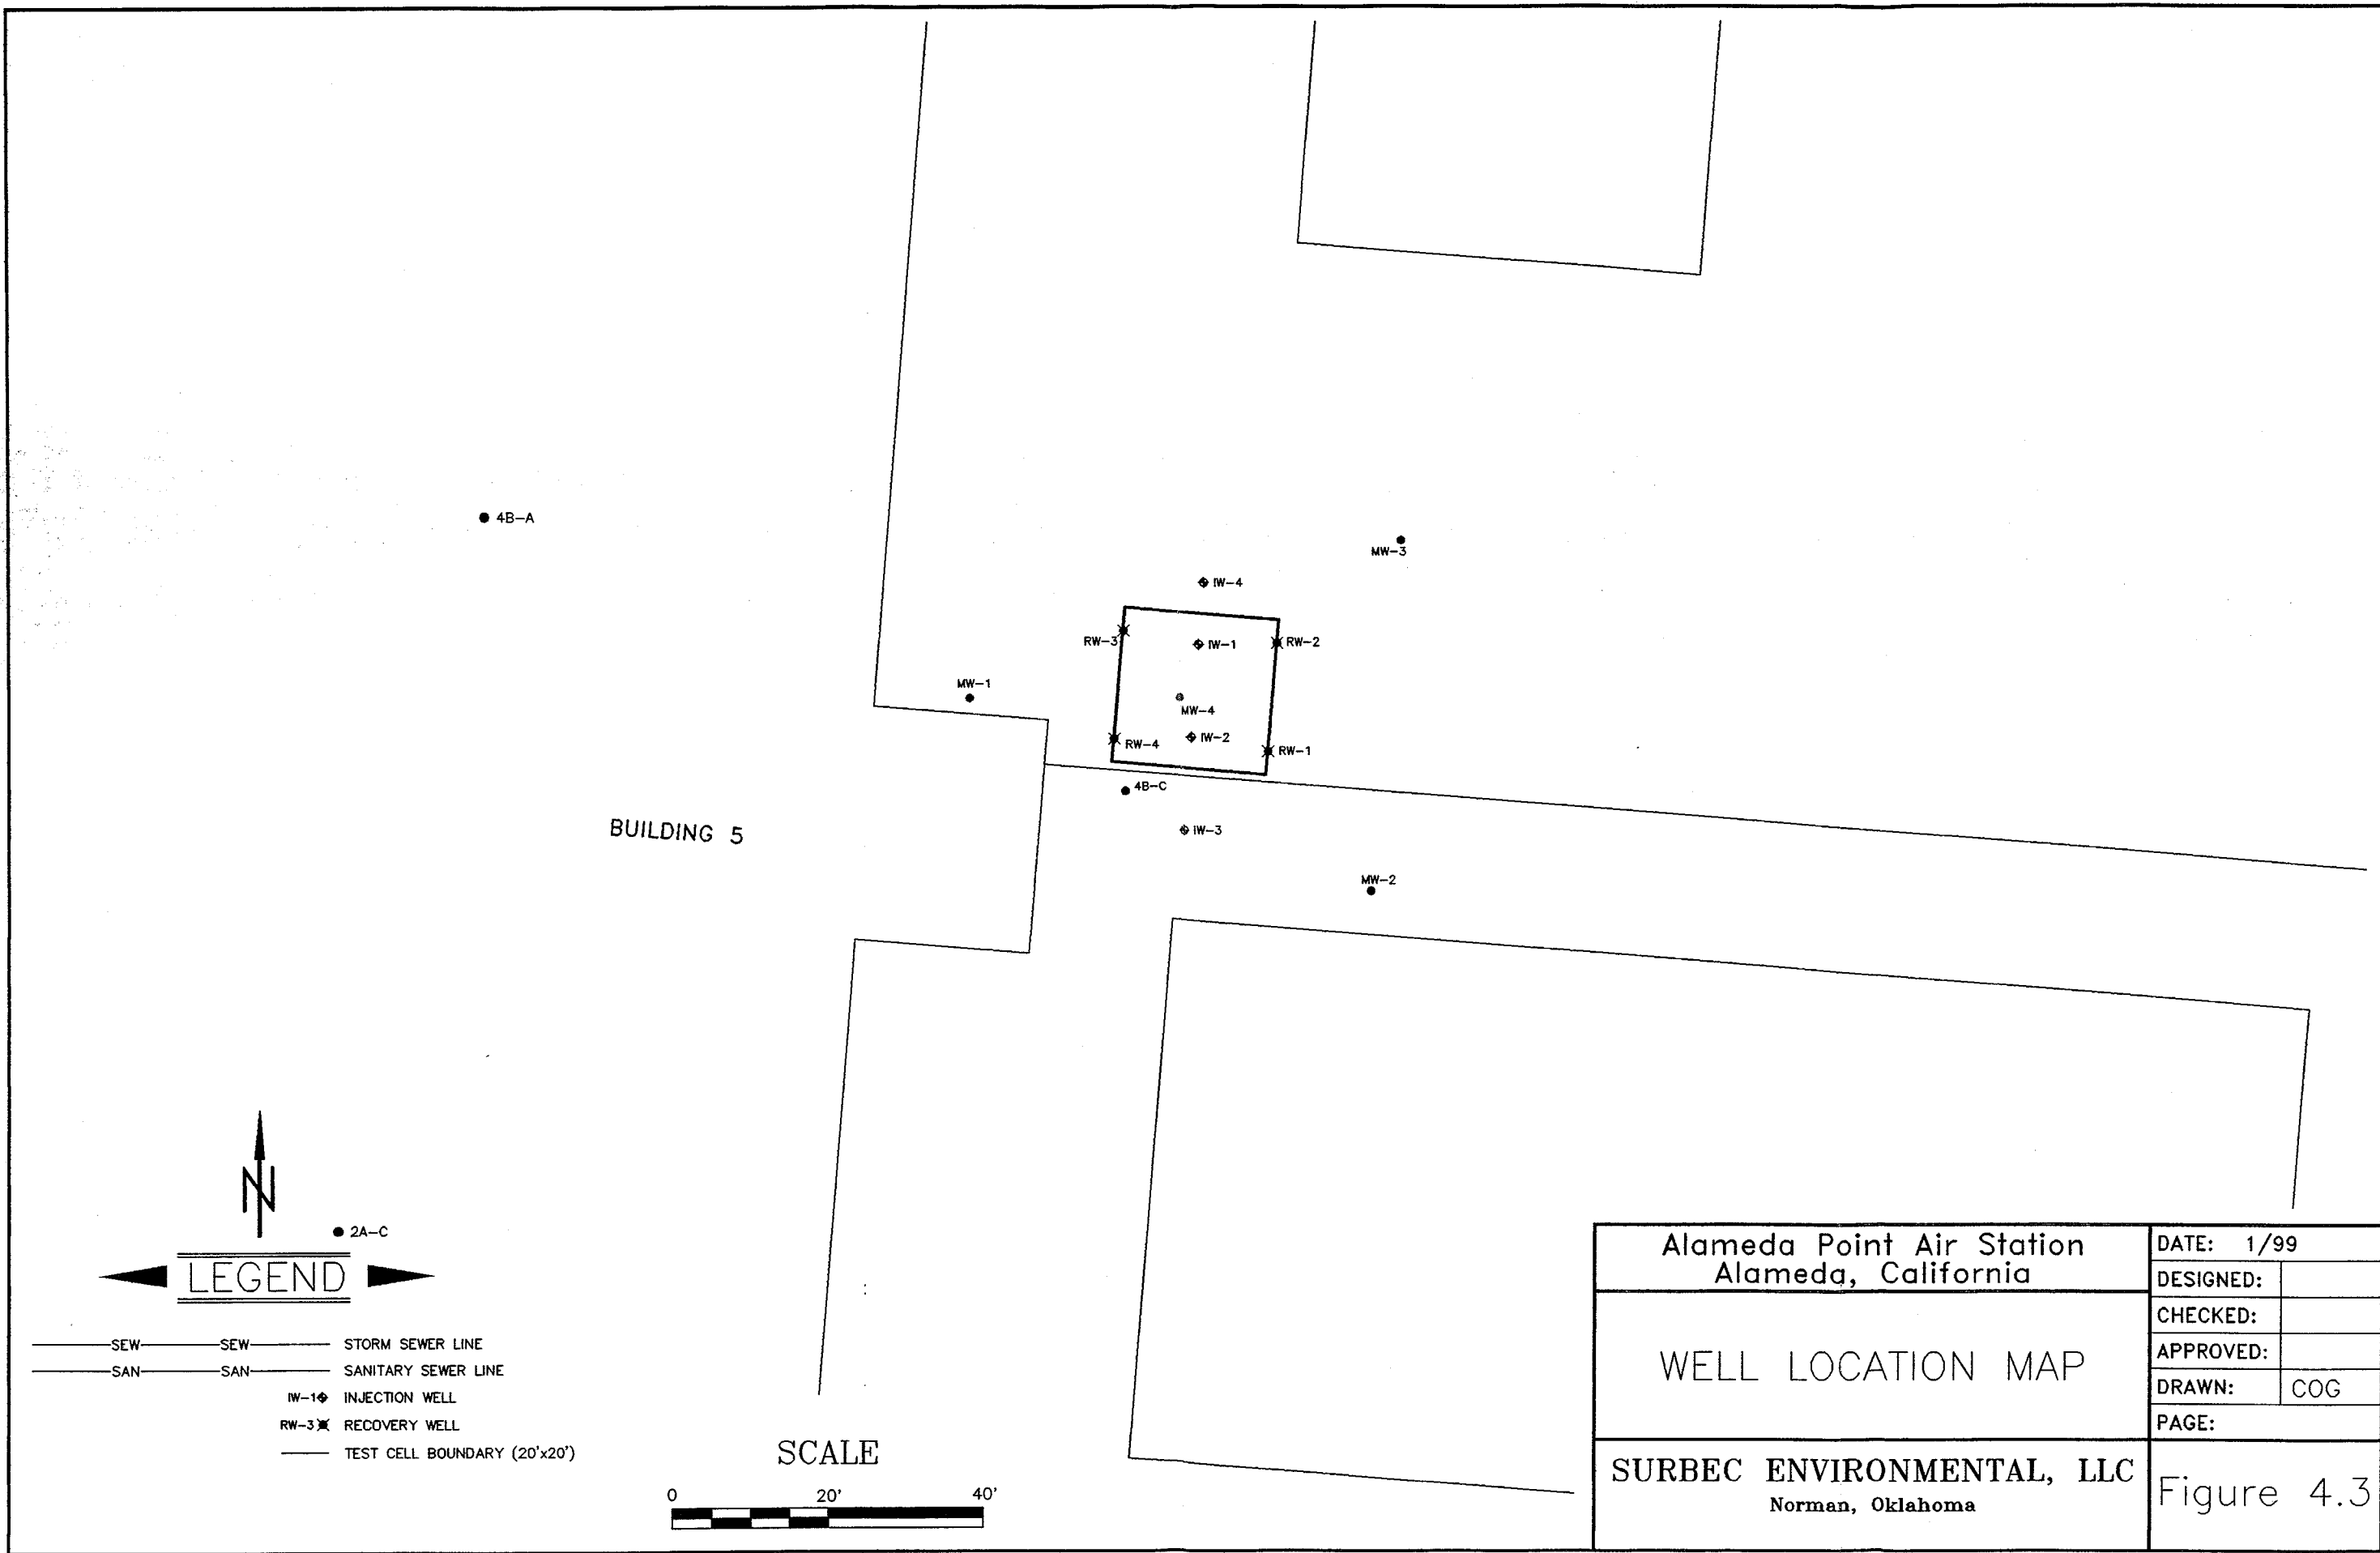 4B-A
MW-3
IW-4
RW-3
IW-1
RW-2
MW-1
MW-4
RW-4
IW-2
RW-1
4B-C
IW-3
BUILDING 5
MW-2
N
2A-C
LEGEND
SEW SEW STORM SEWER LINE
SAN SAN SANITARY SEWER LINE
IW-1 INJECTION WELL
RW-3 RECOVERY WELL
TEST CELL BOUNDARY (20'x20')
SCALE
0 20' 40'
Alameda Point Air Station
Alameda, California
WELL LOCATION MAP
SURBEC ENVIRONMENTAL, LLC
Norman, Oklahoma
DATE: 1/99
DESIGNED:
CHECKED:
APPROVED:
DRAWN: COG
PAGE:
Figure 4.3